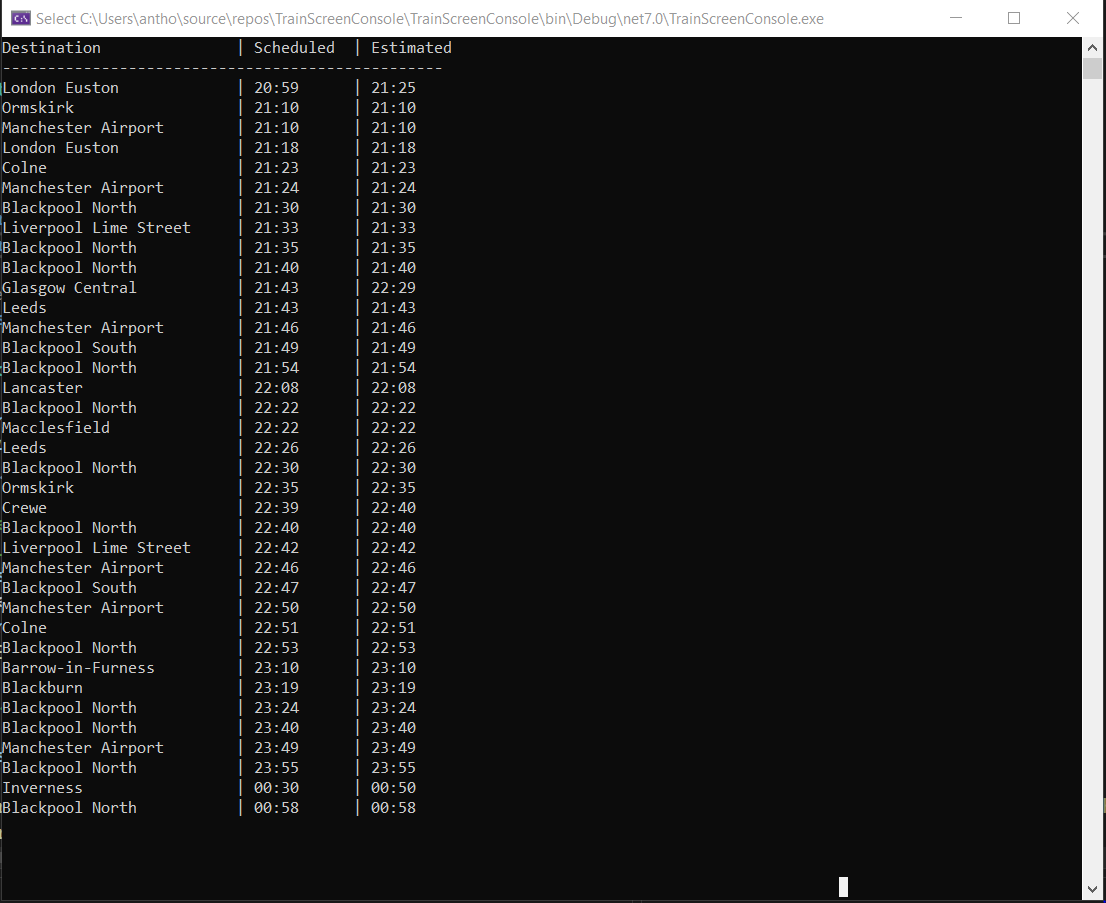 Select C:\Users\antho\source\repos\TrainScreenConsole\TrainScreenConsole\bin\Debug\net7.0\TrainScreenConsole.exe
Destination | Scheduled | Estimated
-------------------------------------------------
London Euston | 20:59 | 21:25
Ormskirk | 21:10 | 21:10
Manchester Airport | 21:10 | 21:10
London Euston | 21:18 | 21:18
Colne | 21:23 | 21:23
Manchester Airport | 21:24 | 21:24
Blackpool North | 21:30 | 21:30
Liverpool Lime Street | 21:33 | 21:33
Blackpool North | 21:35 | 21:35
Blackpool North | 21:40 | 21:40
Glasgow Central | 21:43 | 22:29
Leeds | 21:43 | 21:43
Manchester Airport | 21:46 | 21:46
Blackpool South | 21:49 | 21:49
Blackpool North | 21:54 | 21:54
Lancaster | 22:08 | 22:08
Blackpool North | 22:22 | 22:22
Macclesfield | 22:22 | 22:22
Leeds | 22:26 | 22:26
Blackpool North | 22:30 | 22:30
Ormskirk | 22:35 | 22:35
Crewe | 22:39 | 22:40
Blackpool North | 22:40 | 22:40
Liverpool Lime Street | 22:42 | 22:42
Manchester Airport | 22:46 | 22:46
Blackpool South | 22:47 | 22:47
Manchester Airport | 22:50 | 22:50
Colne | 22:51 | 22:51
Blackpool North | 22:53 | 22:53
Barrow-in-Furness | 23:10 | 23:10
Blackburn | 23:19 | 23:19
Blackpool North | 23:24 | 23:24
Blackpool North | 23:40 | 23:40
Manchester Airport | 23:49 | 23:49
Blackpool North | 23:55 | 23:55
Inverness | 00:30 | 00:50
Blackpool North | 00:58 | 00:58